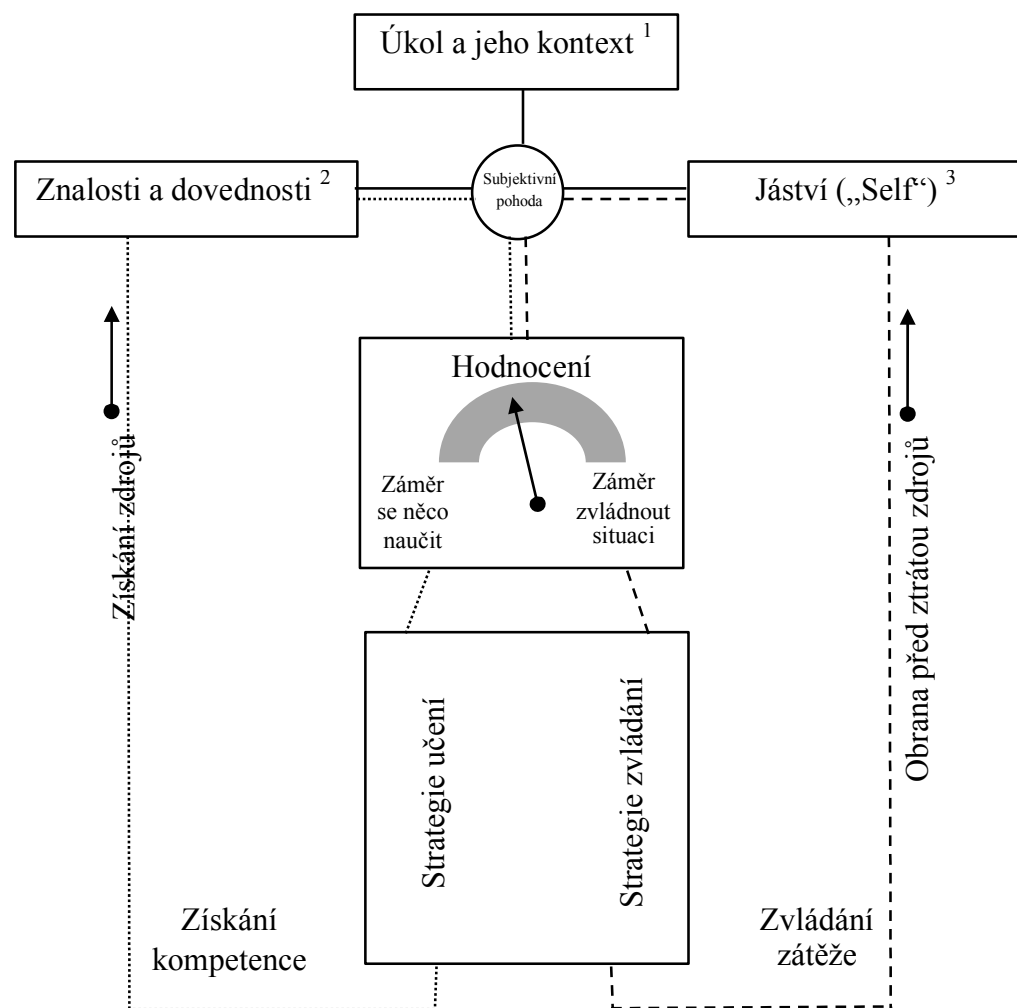 Úkol a jeho kontext 1
Znalosti a dovednosti 2
Subjektivní
pohoda
Jáství („Self“) 3
Hodnocení
Záměr
se něco
naučit
Záměr
zvládnout
situaci
Získání zdrojů
Obrana před ztrátou zdrojů
Strategie učení
Strategie zvládání
Získání
kompetence
Zvládání
zátěže